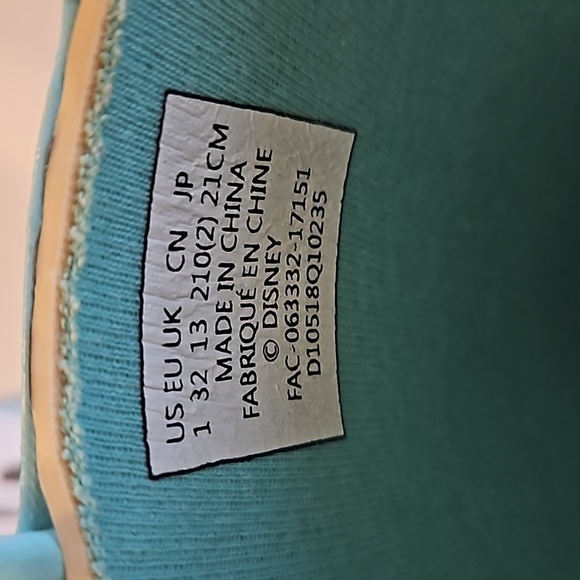 US EU UK CN JP
1 32 13 210(2) 21CM
MADE IN CHINA
FABRIQUÉ EN CHINE
© DISNEY
FAC-063332-17151
D10518Q10235